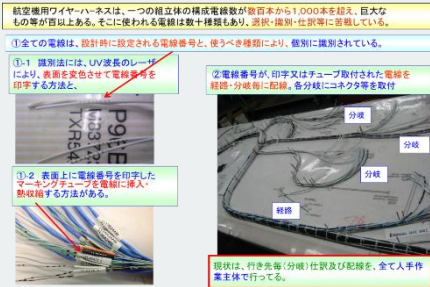 航空機用ワイヤーハーネスは、一つの組立体の構成電線数が数百本から1,000本を超え、巨大な
もの等が百以上ある。そこに使われる電線は数十種類もあり、選択・識別・仕訳等に苦戦している。
①全ての電線は、設計時に設定される電線番号と、使うべき種類により、個別に識別されている。
①-1 識別法には、UV波長のレーザ
により、表面を変色させて電線番号を
印字する方法と、
①-2 表面上に電線番号を印字した
マーキングチューブを電線に挿入・
熱収縮する方法がある。
②電線番号が、印字又はチューブ取付された電線を
経路・分岐毎に配線。各分岐にコネクタ等を取付
分岐
分岐
分岐
経路
現状は、行き先毎(分岐)仕訳及び配線を、全て人手作
業主体で行ってる。